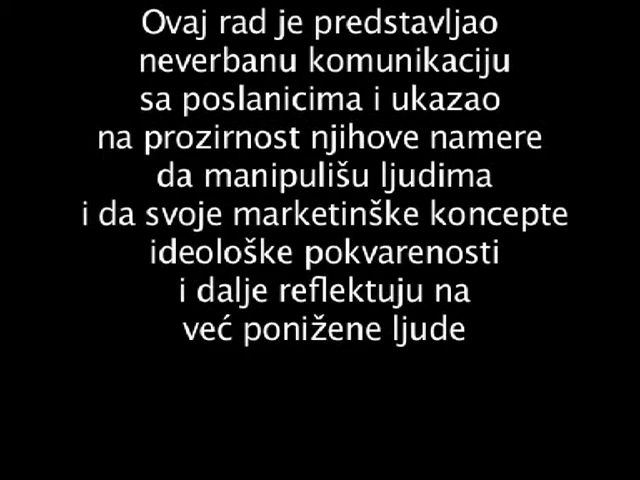 Ovaj rad je predstavljao
neverbanu komunikaciju
sa poslanicima i ukazao
na prozirnost njihove namere
da manipulišu ljudima
i da svoje marketinške koncepte
ideološke pokvarenosti
i dalje reflektuju na
već ponižene ljude